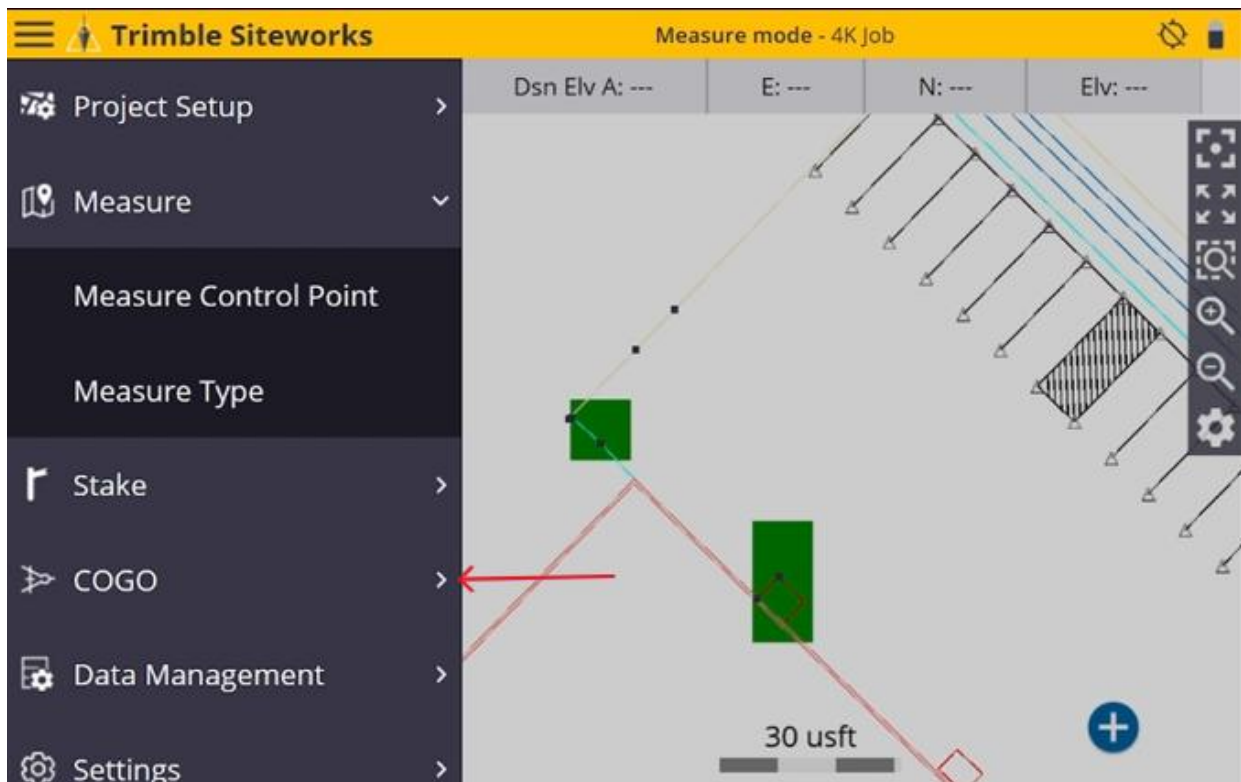 Trimble Siteworks
Measure mode - 4K Job
Dsn Elv A: ---
E: ---
N: ---
Elv: ---
Project Setup
Measure
Measure Control Point
Measure Type
Stake
COGO
Data Management
Settings
30 usft